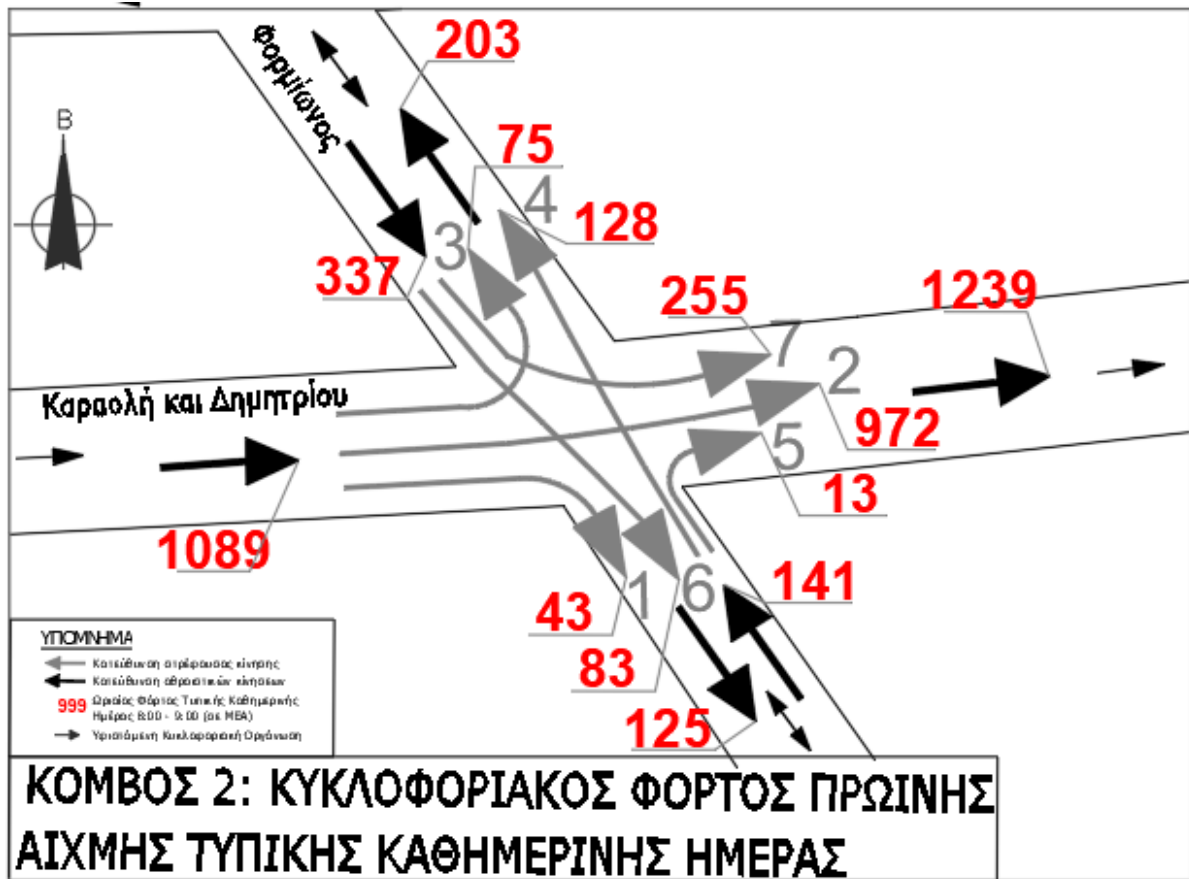 203
Φορμίωνος
Β
75
4
128
3
337
255
1239
7
2
Καραολή και Δημητρίου
972
5
13
1089
6
141
1
43
83
125
ΥΠΟΜΝΗΜΑ
Κατεύθυνση στρέφουσας κίνησης
Κατεύθυνση αθροιστικών κινήσεων
999 Ωριαίος Φόρτος Τυπικής Καθημερινής
Ημέρας 8:00 - 9:00 (σε ΜΕΑ)
Υφιστάμενη Κυκλοφοριακή Οργάνωση
ΚΟΜΒΟΣ 2: ΚΥΚΛΟΦΟΡΙΑΚΟΣ ΦΟΡΤΟΣ ΠΡΩΙΝΗΣ
ΑΙΧΜΗΣ ΤΥΠΙΚΗΣ ΚΑΘΗΜΕΡΙΝΗΣ ΗΜΕΡΑΣ